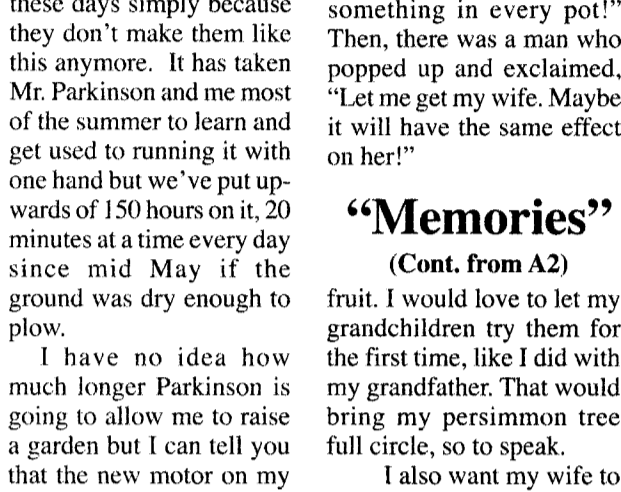 these days simply because
they don't make them like
this anymore. It has taken
Mr. Parkinson and me most
of the summer to learn and
get used to running it with
one hand but we've put up-
wards of 150 hours on it, 20
minutes at a time every day
since mid May if the
ground was dry enough to
plow.
I have no idea how
much longer Parkinson is
going to allow me to raise
a garden but I can tell you
that the new motor on my
something in every pot!"
Then, there was a man who
popped up and exclaimed,
“Let me get my wife. Maybe
it will have the same effect
on her!”
“Memories”
(Cont. from A2)
fruit. I would love to let my
grandchildren try them for
the first time, like I did with
my grandfather. That would
bring my persimmon tree
full circle, so to speak.
I also want my wife to